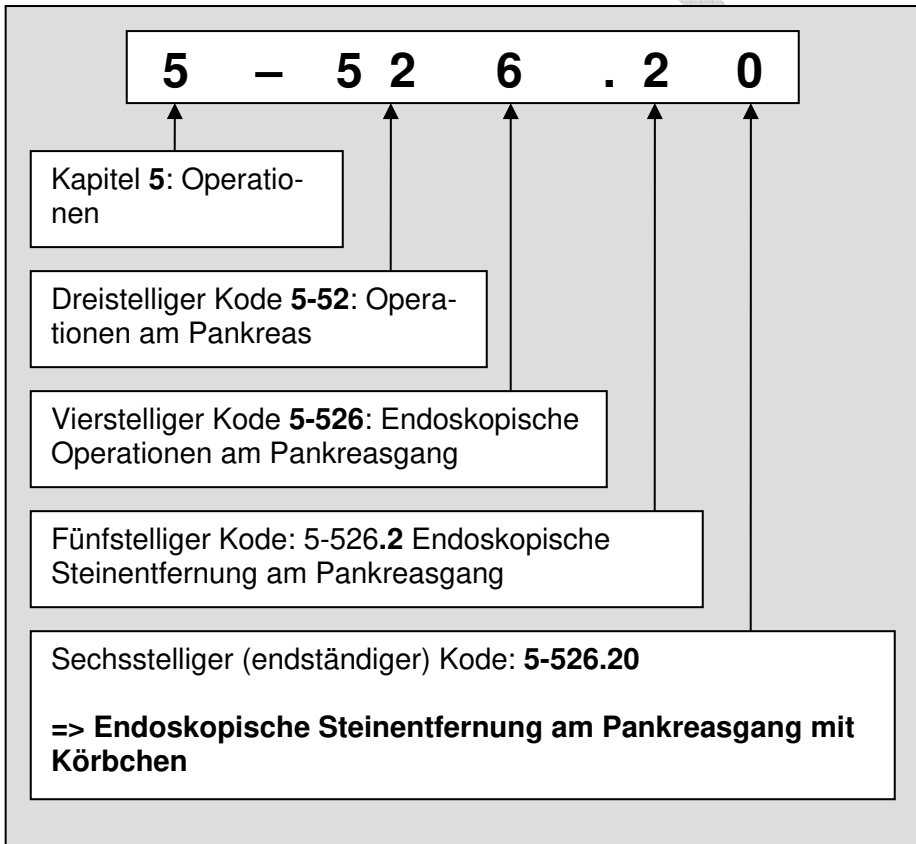 5 – 5 2 6 . 2 0
Kapitel 5: Operatio-
nen
Dreistelliger Kode 5-52: Opera-
tionen am Pankreas
Vierstelliger Kode 5-526: Endoskopische
Operationen am Pankreasgang
Fünfstelliger Kode: 5-526.2 Endoskopische
Steinentfernung am Pankreasgang
Sechsstelliger (endständiger) Kode: 5-526.20
=> Endoskopische Steinentfernung am Pankreasgang mit
Körbchen